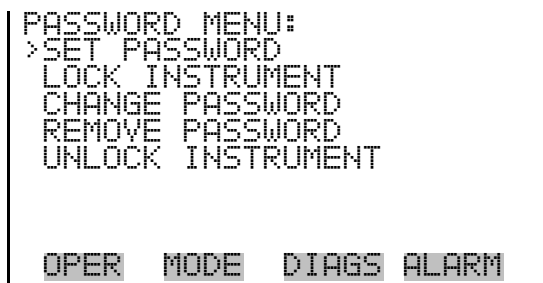 PASSWORD MENU:
>SET PASSWORD
LOCK INSTRUMENT
CHANGE PASSWORD
REMOVE PASSWORD
UNLOCK INSTRUMENT
OPER MODE DIAGS ALARM